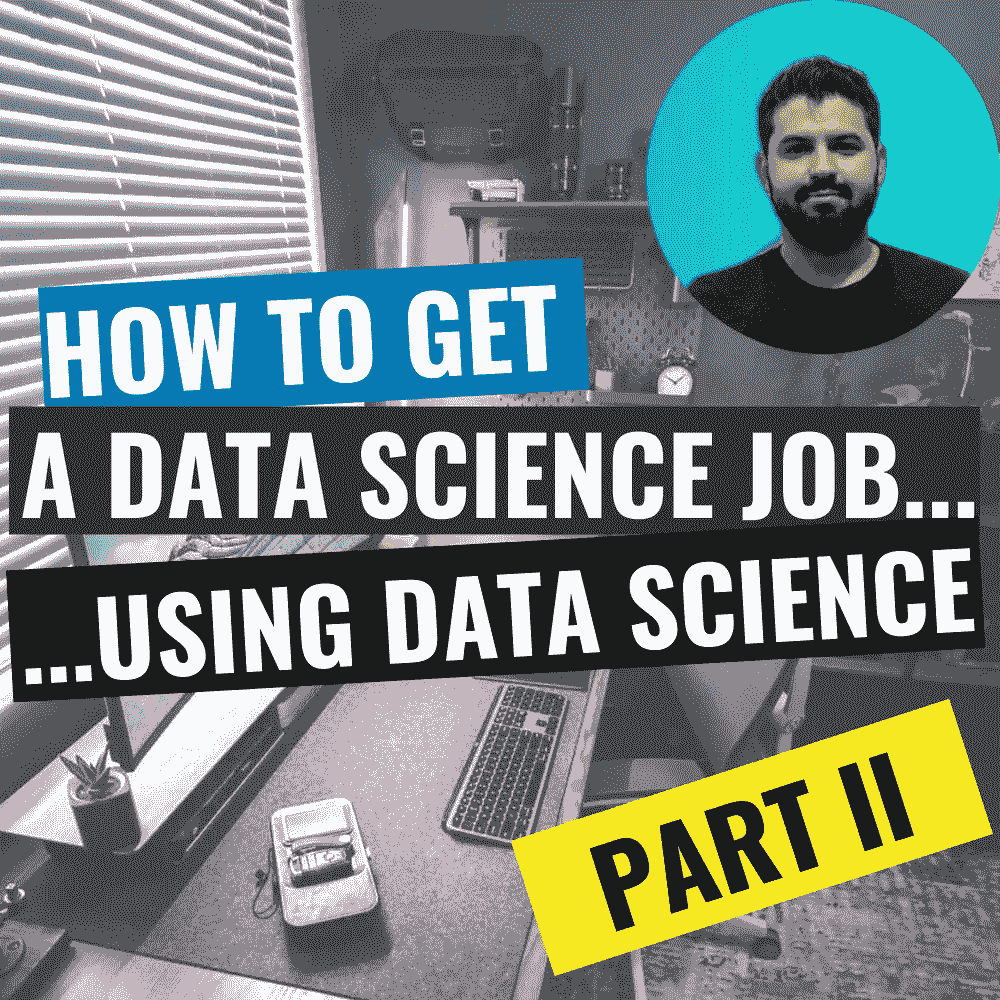 HOW TO GET
A DATA SCIENCE JOB...
...USING DATA SCIENCE
PART II